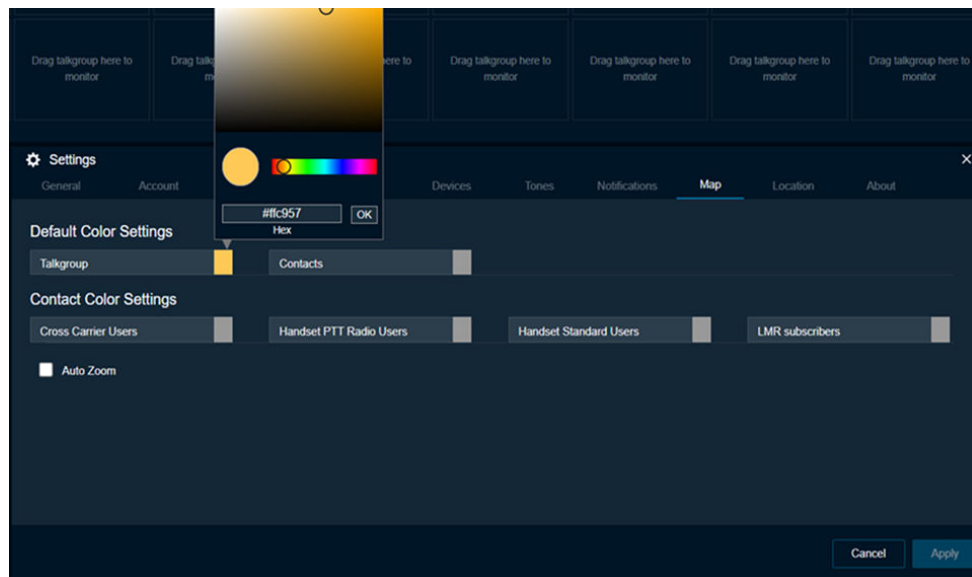 Drag talkgroup here to
monitor
Drag
here to
Drag talkgroup here to
monitor
Drag talkgroup here to
monitor
Drag talkgroup here to
monitor
Drag talkgroup here to
monitor
Settings
General Account Devices Tones Notifications Map Location About
#ffc957 OK
Hex
Default Color Settings
Talkgroup Contacts
Contact Color Settings
Cross Carrier Users Handset PTT Radio Users Handset Standard Users LMR subscribers
Auto Zoom
Cancel Apply